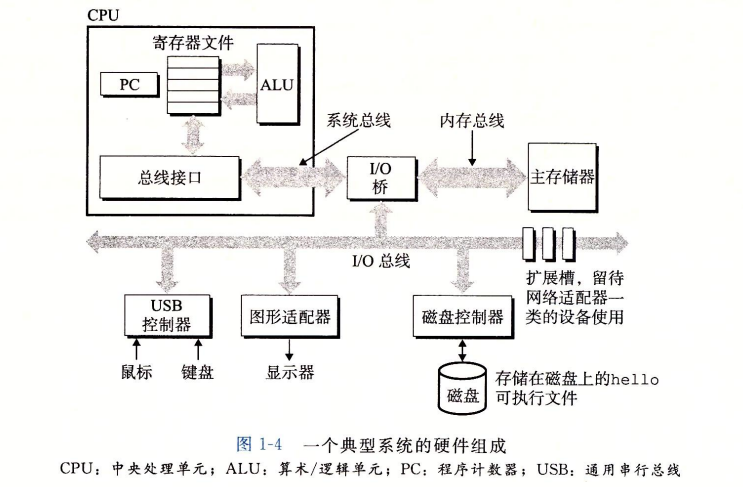 CPU
寄存器文件
PC
ALU
系统总线
内存总线
总线接口
I/O
桥
主存储器
I/O 总线
扩展槽，留待
网络适配器一
类的设备使用
USB
控制器
图形适配器
磁盘控制器
鼠标
键盘
显示器
磁盘
存储在磁盘上的hello
可执行文件
图 1-4 一个典型系统的硬件组成
CPU：中央处理单元；ALU：算术/逻辑单元；PC：程序计数器；USB：通用串行总线